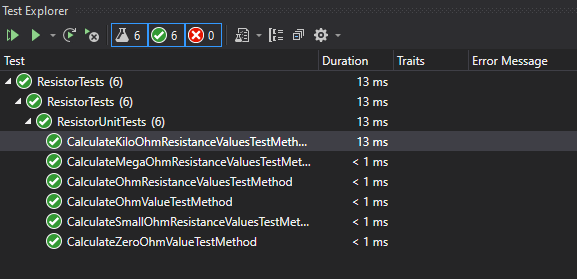 Test Explorer
6 6 0
Test Duration Traits Error Message
ResistorTests (6) 13 ms
ResistorTests (6) 13 ms
ResistorUnitTests (6) 13 ms
CalculateKiloOhmResistanceValuesTestMeth... 13 ms
CalculateMegaOhmResistanceValuesTestMet... < 1 ms
CalculateOhmResistanceValuesTestMethod < 1 ms
CalculateOhmValueTestMethod < 1 ms
CalculateSmallOhmResistanceValuesTestMet... < 1 ms
CalculateZeroOhmValueTestMethod < 1 ms